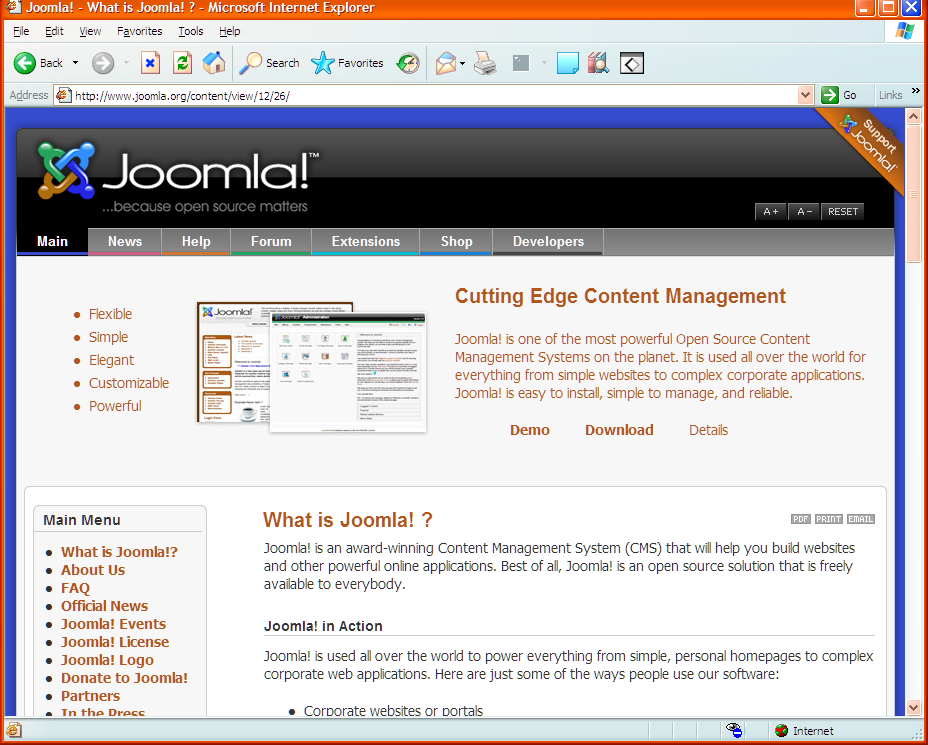 Joomla! - What is Joomla! ? - Microsoft Internet Explorer
File Edit View Favorites Tools Help
Back Search Favorites
Address http://www.joomla.org/content/view/12/26/ Go Links »
Support
Joomla!
Joomla!™
...because open source matters
A+ A- RESET
Main News Help Forum Extensions Shop Developers
Flexible
Simple
Elegant
Customizable
Powerful
Joomla!
Administration
Cutting Edge Content Management
Joomla! is one of the most powerful Open Source Content
Management Systems on the planet. It is used all over the world for
everything from simple websites to complex corporate applications.
Joomla! is easy to install, simple to manage, and reliable.
Demo Download Details
Main Menu
What is Joomla!?
About Us
FAQ
Official News
Joomla! Events
Joomla! License
Joomla! Logo
Donate to Joomla!
Partners
In the Press
What is Joomla! ?
PDF PRINT EMAIL
Joomla! is an award-winning Content Management System (CMS) that will help you build websites
and other powerful online applications. Best of all, Joomla! is an open source solution that is freely
available to everybody.
Joomla! in Action
Joomla! is used all over the world to power everything from simple, personal homepages to complex
corporate web applications. Here are just some of the ways people use our software:
Corporate websites or portals
Internet